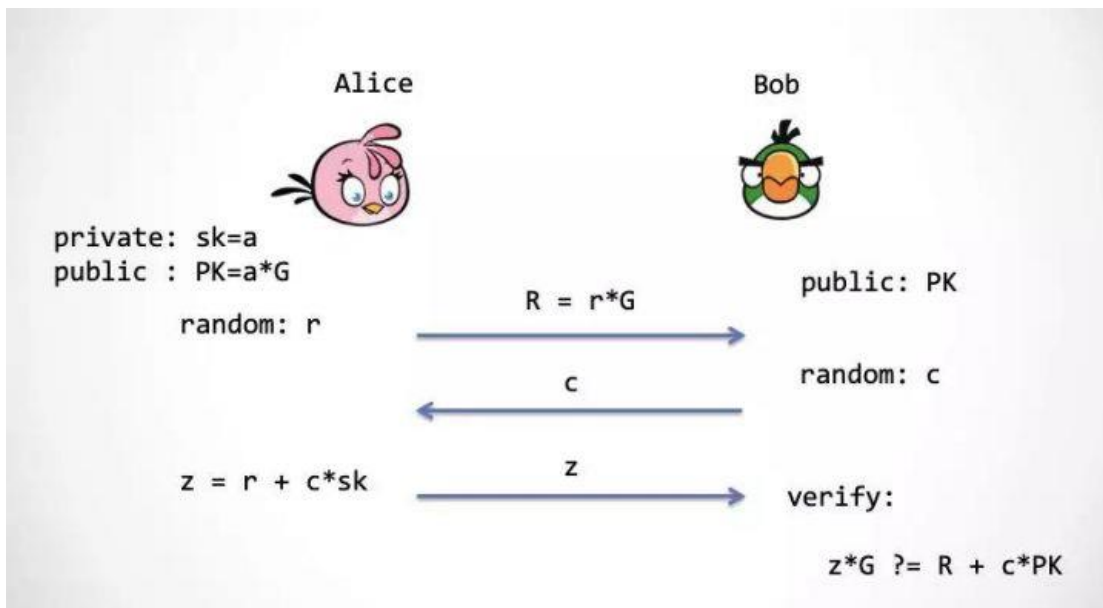 Alice
Bob
private: sk=a
public : PK=a*G
random: r
R = r*G
public: PK
c
random: c
z = r + c*sk
z
verify:
z*G ?= R + c*PK